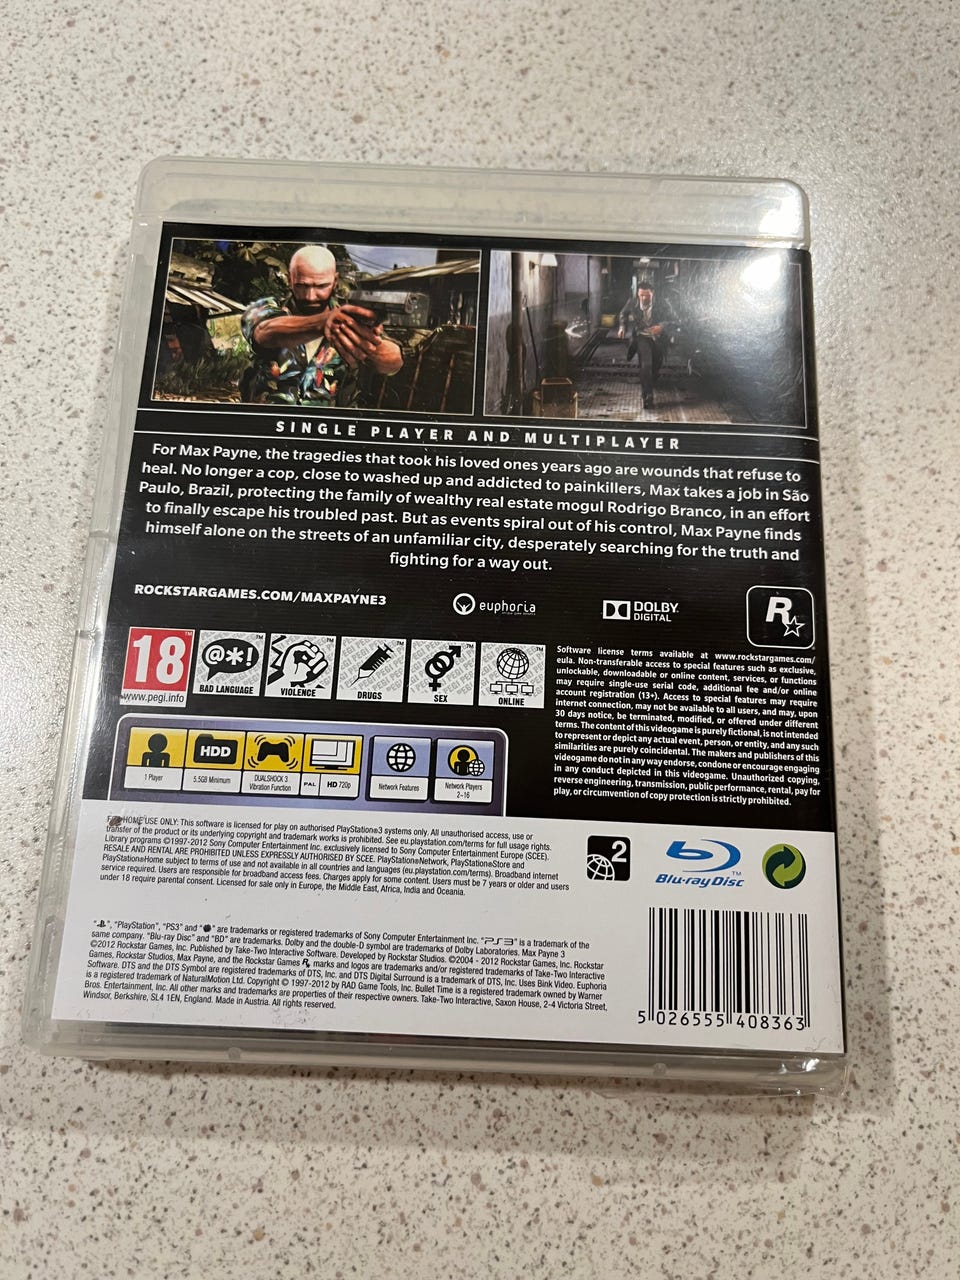 SINGLE PLAYER AND MULTIPLAYER
For Max Payne, the tragedies that took his loved ones years ago are wounds that refuse to
heal. No longer a cop, close to washed up and addicted to painkillers, Max takes a job in São
Paulo, Brazil, protecting the family of wealthy real estate mogul Rodrigo Branco, in an effort
to finally escape his troubled past. But as events spiral out of his control, Max Payne finds
himself alone on the streets of an unfamiliar city, desperately searching for the truth and
fighting for a way out.
ROCKSTARGAMES.COM/MAXPAYNE3
euphoria
DOLBY
DIGITAL
R
18
www.pegi.info
@*!
BAD LANGUAGE
VIOLENCE
DRUGS
SEX
ONLINE
Software license terms available at www.rockstargames.com/
eula. Non-transferable access to special features such as exclusive,
unlockable, downloadable or online content, services, or functions
may require single-use serial code, additional fee and/or online
account registration (13+). Access to special features may require
internet connection, may not be available to all users, and may, upon
30 days notice, be terminated, modified, or offered under different
terms. The content of this videogame is purely fictional, is not intended
to represent or depict any actual event, person, or entity, and any such
similarities are purely coincidental. The makers and publishers of this
videogame do not in any way endorse, condone or encourage engaging
in any conduct depicted in this videogame. Unauthorized copying,
reverse engineering, transmission, public performance, rental, pay for
play, or circumvention of copy protection is strictly prohibited.
HDD
1 Player
5.5GB Minimum
DUALSHOCK 3
Vibration Function
PAL
HD 720p
Network Features
Network Players
2-16
HOME USE ONLY: This software is licensed for play on authorised PlayStation®3 systems only. All unauthorised access, use or
transfer of the product or its underlying copyright and trademark works is prohibited. See eu.playstation.com/terms for full usage rights.
Library programs ©1997-2012 Sony Computer Entertainment Inc. exclusively licensed to Sony Computer Entertainment Europe (SCEE).
RESALE AND RENTAL ARE PROHIBITED UNLESS EXPRESSLY AUTHORISED BY SCEE. PlayStation®Network, PlayStation®Store and
PlayStation®Home subject to terms of use and not available in all countries and languages (eu.playstation.com/terms). Broadband internet
service required. Users are responsible for broadband access fees. Charges apply for some content. Users must be 7 years or older and users
under 18 require parental consent. Licensed for sale only in Europe, the Middle East, Africa, India and Oceania.
2
Blu-ray Disc™
"", "PlayStation", "PS3" and "" are trademarks or registered trademarks of Sony Computer Entertainment Inc. "PS3" is a trademark of the
same company. "Blu-ray Disc" and "BD" are trademarks. Dolby and the double-D symbol are trademarks of Dolby Laboratories. Max Payne 3
©2012 Rockstar Games, Inc. Published by Take-Two Interactive Software. Developed by Rockstar Studios. ©2004 - 2012 Rockstar Games, Inc. Rockstar
Games, Rockstar Studios, Max Payne, and the Rockstar Games R marks and logos are trademarks and/or registered trademarks of Take-Two Interactive
Software. DTS and the DTS Symbol are registered trademarks of DTS, Inc. and DTS Digital Surround is a trademark of DTS, Inc. Uses Bink Video. Euphoria
is a registered trademark of NaturalMotion Ltd. Copyright © 1997-2012 by RAD Game Tools, Inc. Bullet Time is a registered trademark owned by Warner
Bros. Entertainment, Inc. All other marks and trademarks are properties of their respective owners. Take-Two Interactive, Saxon House, 2-4 Victoria Street,
Windsor, Berkshire, SL4 1EN, England. Made in Austria. All rights reserved.
5 026555 408363